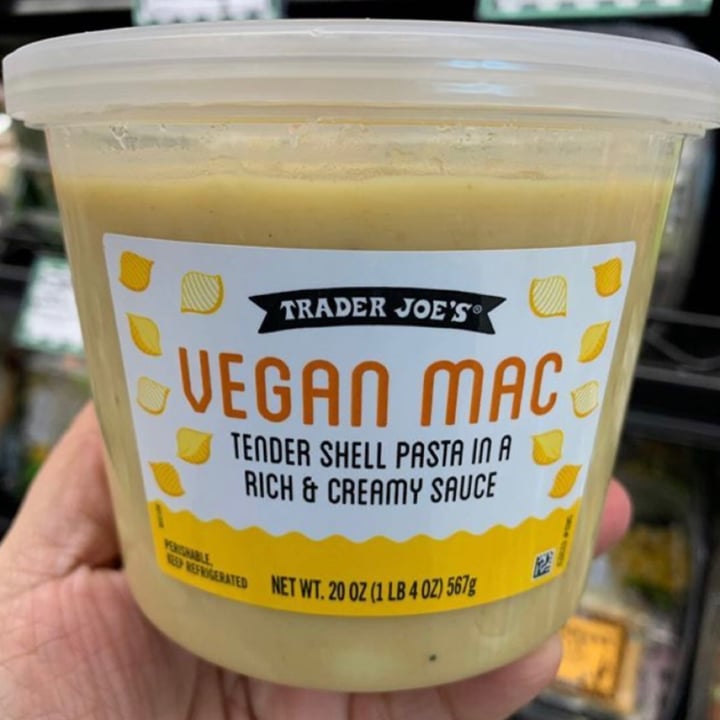 TRADER JOE'S®
VEGAN MAC
TENDER SHELL PASTA IN A
RICH & CREAMY SAUCE
PERISHABLE.
KEEP REFRIGERATED
NET WT. 20 OZ (1 LB 4 OZ) 567g